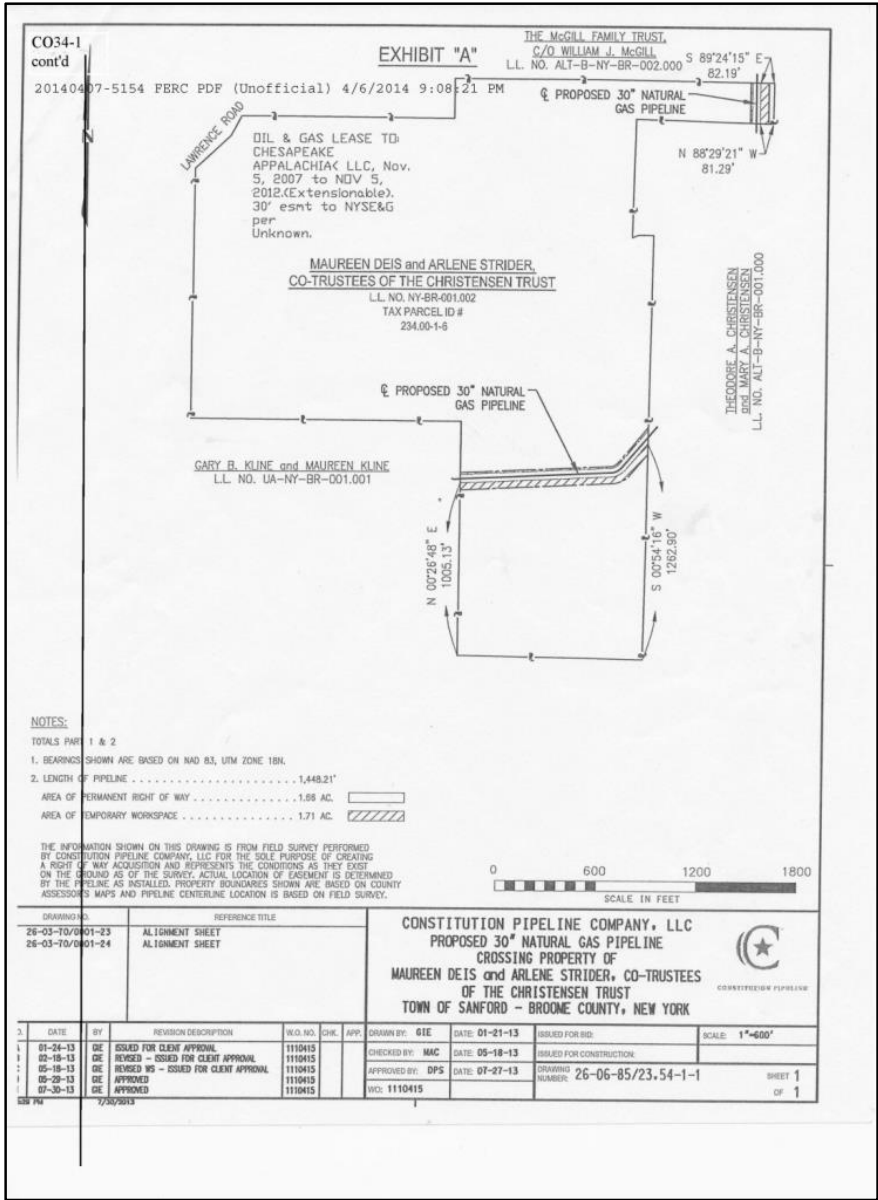 CO34-1
cont'd
EXHIBIT "A"
THE McGILL FAMILY TRUST,
C/O WILLIAM J. McGILL
L.L. NO. ALT-B-NY-BR-002.000
S 89°24'15" E
82.19'
20140407-5154 FERC PDF (Unofficial) 4/6/2014 9:08:21 PM
℄ PROPOSED 30" NATURAL
GAS PIPELINE
N 88°29'21" W
81.29'
LAWRENCE ROAD
OIL & GAS LEASE TO:
CHESAPEAKE
APPALACHIA< LLC, Nov.
5, 2007 to NOV 5,
2012.(Extensionable).
30' esmt to NYSE&G
per
Unknown.
MAUREEN DEIS and ARLENE STRIDER,
CO-TRUSTEES OF THE CHRISTENSEN TRUST
L.L. NO. NY-BR-001.002
TAX PARCEL ID #
234.00-1-6
THEODORE A. CHRISTENSEN
and MARY A. CHRISTENSEN
L.L. NO. ALT-B-NY-BR-001.000
℄ PROPOSED 30" NATURAL
GAS PIPELINE
GARY B. KLINE and MAUREEN KLINE
L.L. NO. UA-NY-BR-001.001
N 00°26'48" E
1005.13'
S 00°54'16" W
1262.90'
NOTES:
TOTALS PART 1 & 2
1. BEARINGS SHOWN ARE BASED ON NAD 83, UTM ZONE 18N.
2. LENGTH OF PIPELINE . . . . . . . . . . . . . . . . . . . . . . 1,448.21'
AREA OF PERMANENT RIGHT OF WAY . . . . . . . . . . . . . 1.66 AC.
AREA OF TEMPORARY WORKSPACE . . . . . . . . . . . . . . . 1.71 AC.
THE INFORMATION SHOWN ON THIS DRAWING IS FROM FIELD SURVEY PERFORMED
BY CONSTITUTION PIPELINE COMPANY, LLC FOR THE SOLE PURPOSE OF CREATING
A RIGHT OF WAY ACQUISITION AND REPRESENTS THE CONDITIONS AS THEY EXIST
ON THE GROUND AS OF THE SURVEY. ACTUAL LOCATION OF EASEMENT IS DETERMINED
BY THE PIPELINE AS INSTALLED. PROPERTY BOUNDARIES SHOWN ARE BASED ON COUNTY
ASSESSOR'S MAPS AND PIPELINE CENTERLINE LOCATION IS BASED ON FIELD SURVEY.
0 600 1200 1800
SCALE IN FEET
DRAWING NO. REFERENCE TITLE
26-03-70/0001-23 ALIGNMENT SHEET
26-03-70/0001-24 ALIGNMENT SHEET
CONSTITUTION PIPELINE COMPANY, LLC
PROPOSED 30" NATURAL GAS PIPELINE
CROSSING PROPERTY OF
MAUREEN DEIS and ARLENE STRIDER, CO-TRUSTEES
OF THE CHRISTENSEN TRUST
TOWN OF SANFORD - BROOME COUNTY, NEW YORK
CONSTITUTION PIPELINE
DATE BY REVISION DESCRIPTION W.O. NO. CHK. APP.
01-24-13 GIE ISSUED FOR CLIENT APPROVAL 1110415
02-18-13 GIE REVISED - ISSUED FOR CLIENT APPROVAL 1110415
05-18-13 GIE REVISED WS - ISSUED FOR CLIENT APPROVAL 1110415
05-29-13 GIE APPROVED 1110415
07-30-13 GIE APPROVED 1110415
DRAWN BY: GIE DATE: 01-21-13 ISSUED FOR BID: SCALE: 1"=600'
CHECKED BY: MAC DATE: 05-18-13 ISSUED FOR CONSTRUCTION:
APPROVED BY: DPS DATE: 07-27-13 DRAWING NUMBER: 26-06-85/23.54-1-1 SHEET 1
WO: 1110415 OF 1
PM 7/30/2013